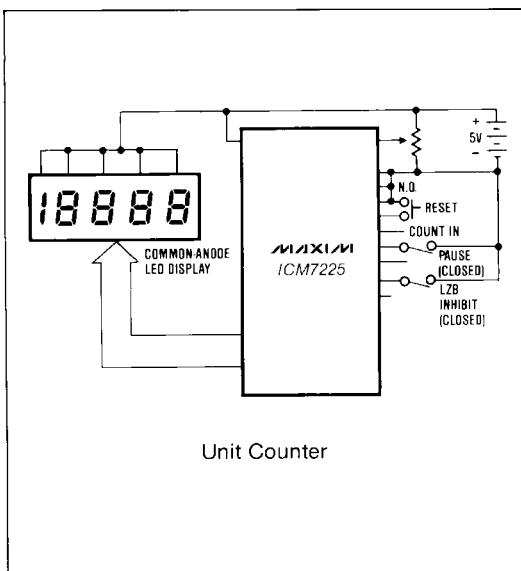 +
5V
-
N.O.
RESET
COUNT IN
PAUSE
(CLOSED)
LZB
INHIBIT
(CLOSED)
18888
COMMON-ANODE
LED DISPLAY
MAXIM
ICM7225
Unit Counter